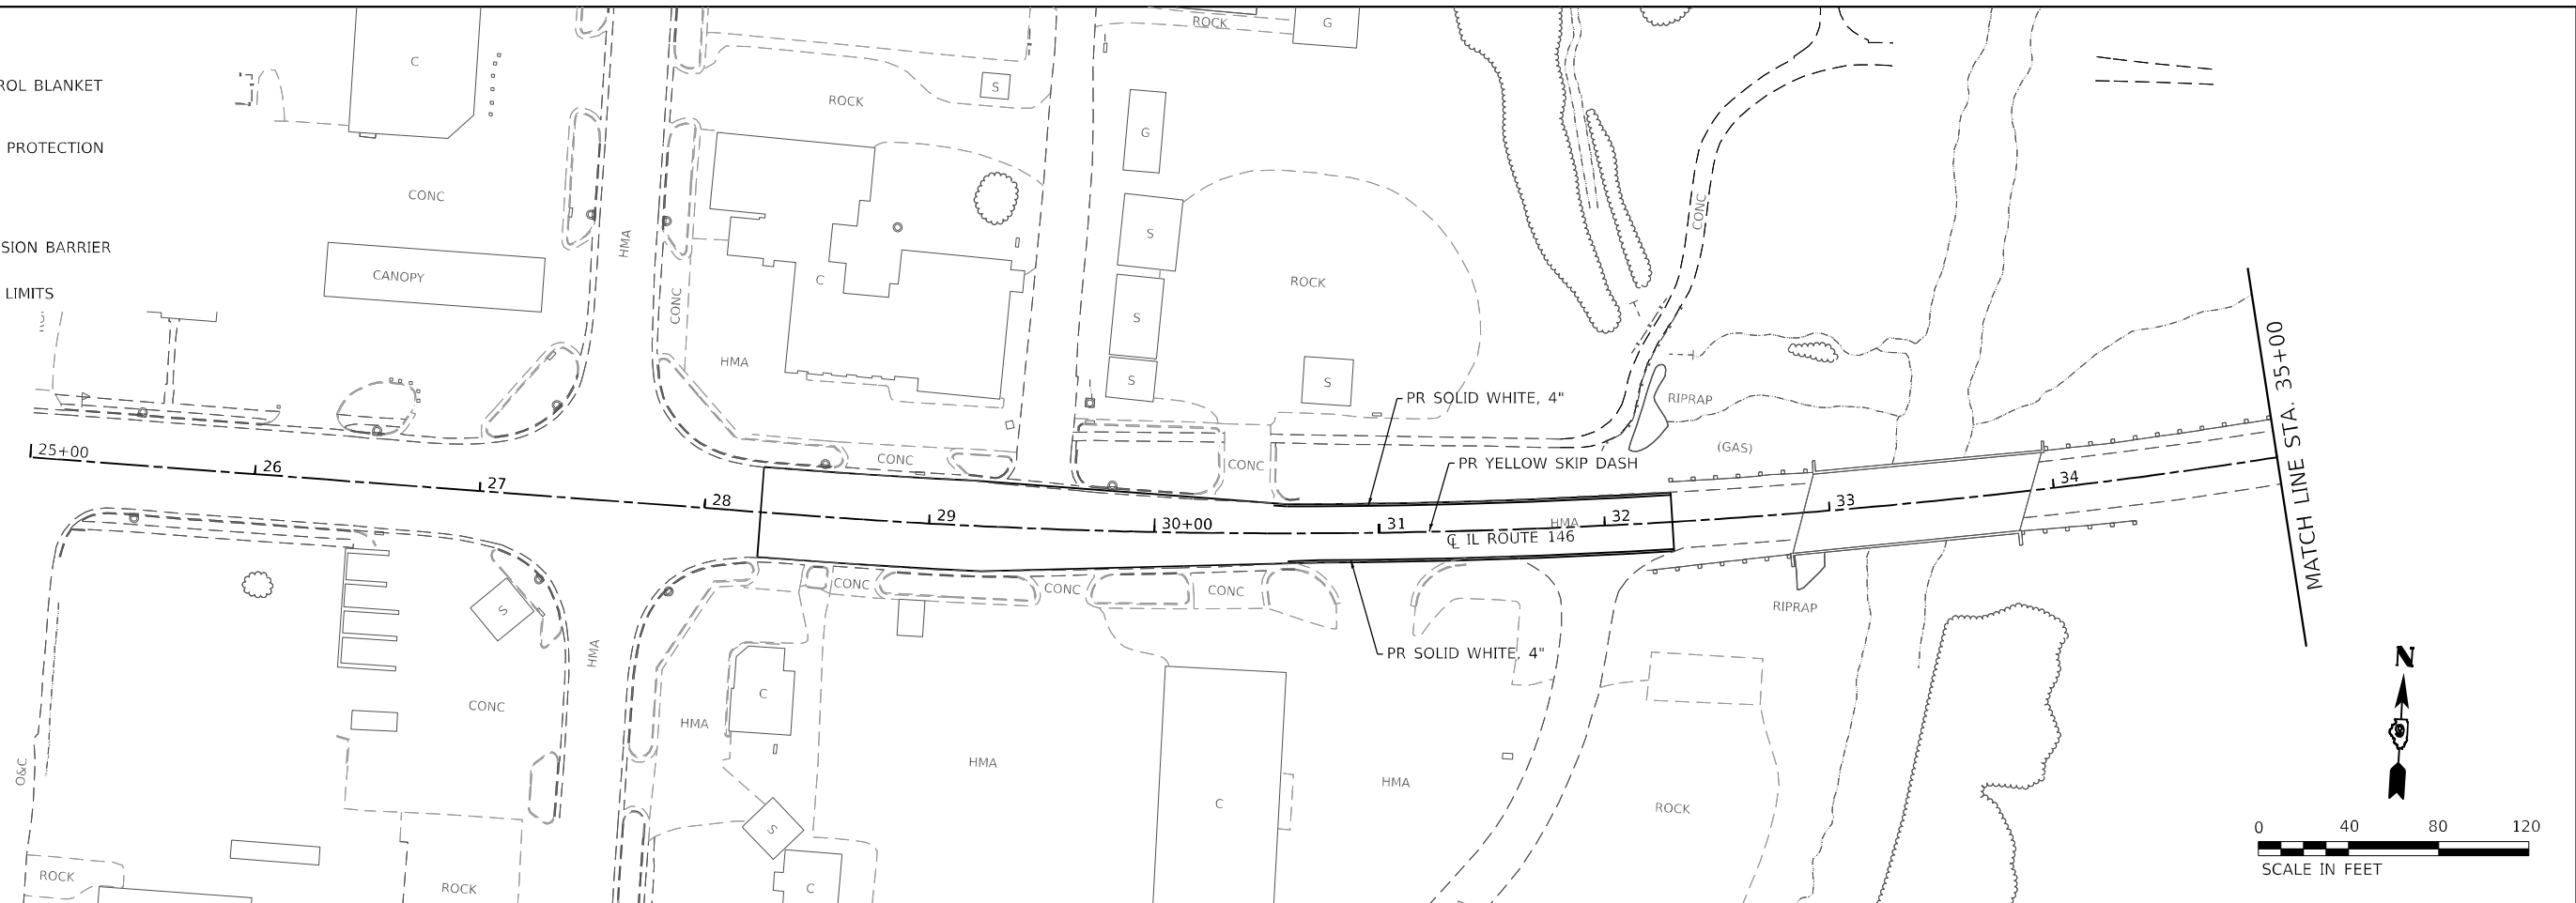 ROCK
G
C
ROL BLANKET
S
ROCK
G
PROTECTION
CONC
CONC
S
HMA
SION BARRIER
CANOPY
C
ROCK
LIMITS
CONC
S
MATCH LINE STA. 35+00
HMA
S
S
PR SOLID WHITE, 4"
RIPRAP
(GAS)
25+00
26
27
28
29
30+00
31
32
33
34
CONC
CONC
PR YELLOW SKIP DASH
HMA
℄ IL ROUTE 146
CONC
CONC
CONC
S
RIPRAP
HMA
PR SOLID WHITE, 4"
N
C
CONC
HMA
O&C
HMA
HMA
C
ROCK
S
0 40 80 120
SCALE IN FEET
ROCK
ROCK
C